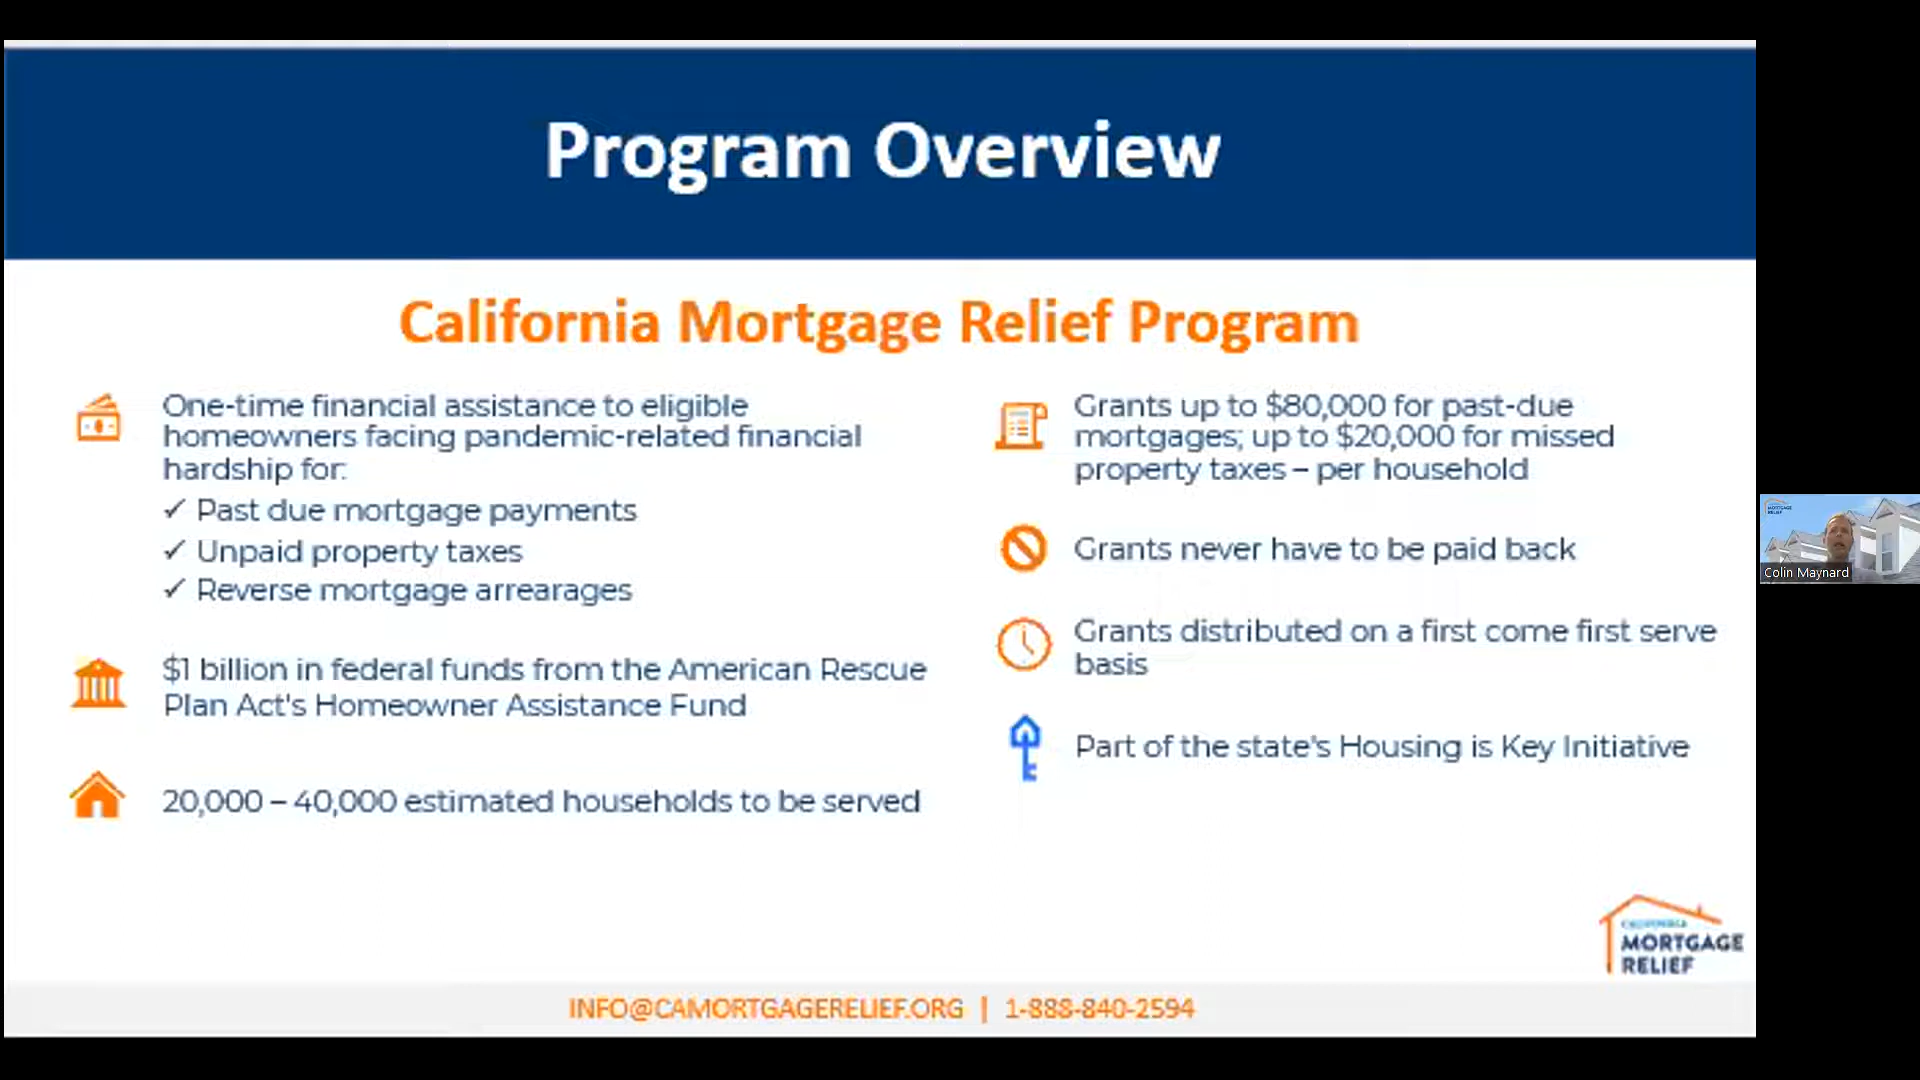 Program Overview
California Mortgage Relief Program
One-time financial assistance to eligible
homeowners facing pandemic-related financial
hardship for:
✓ Past due mortgage payments
✓ Unpaid property taxes
✓ Reverse mortgage arrearages
$1 billion in federal funds from the American Rescue
Plan Act's Homeowner Assistance Fund
20,000 – 40,000 estimated households to be served
Grants up to $80,000 for past-due
mortgages; up to $20,000 for missed
property taxes – per household
Grants never have to be paid back
Grants distributed on a first come first serve
basis
Part of the state's Housing is Key Initiative
CALIFORNIA
MORTGAGE
RELIEF
INFO@CAMORTGAGERELIEF.ORG | 1-888-840-2594
MORTGAGE
RELIEF
Colin Maynard